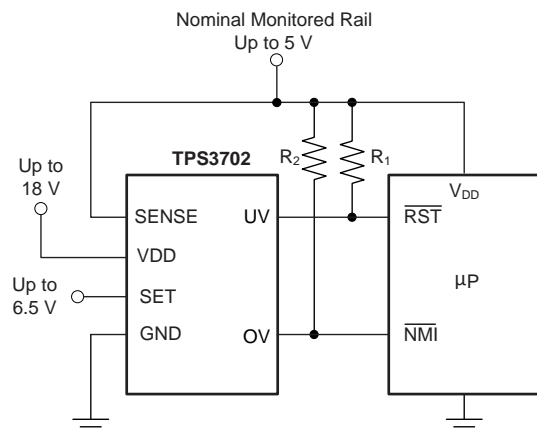 Nominal Monitored Rail
Up to 5 V
TPS3702
R2
R1
Up to
18 V
VDD
SENSE
UV
RST
VDD
µP
Up to
6.5 V
SET
GND
OV
NMI